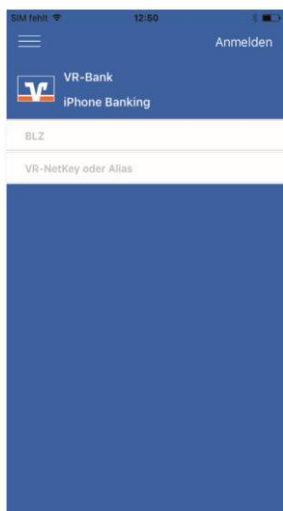 SIM fehlt 12:50
Anmelden
VR-Bank
iPhone Banking
BLZ
VR-NetKey oder Alias